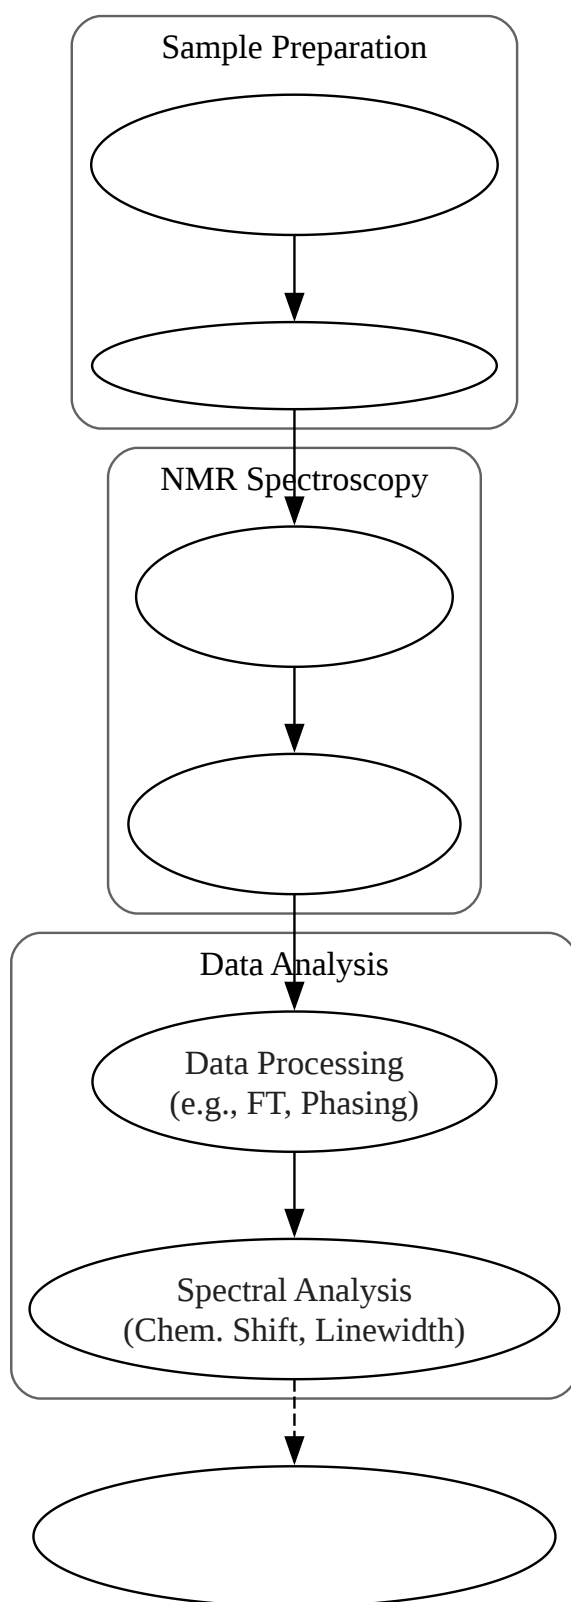 Sample Preparation
NMR Spectroscopy
Data Analysis
Data Processing
(e.g., FT, Phasing)
Spectral Analysis
(Chem. Shift, Linewidth)